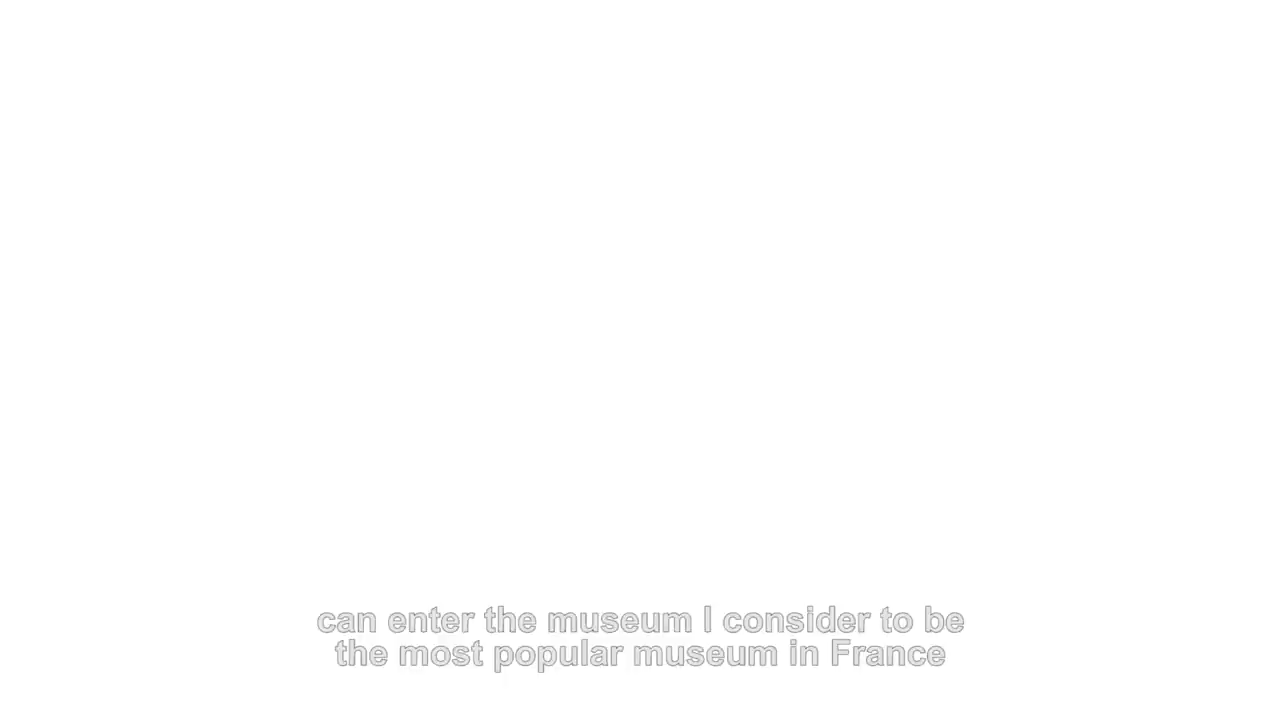 can enter the museum I consider to be
the most popular museum in France